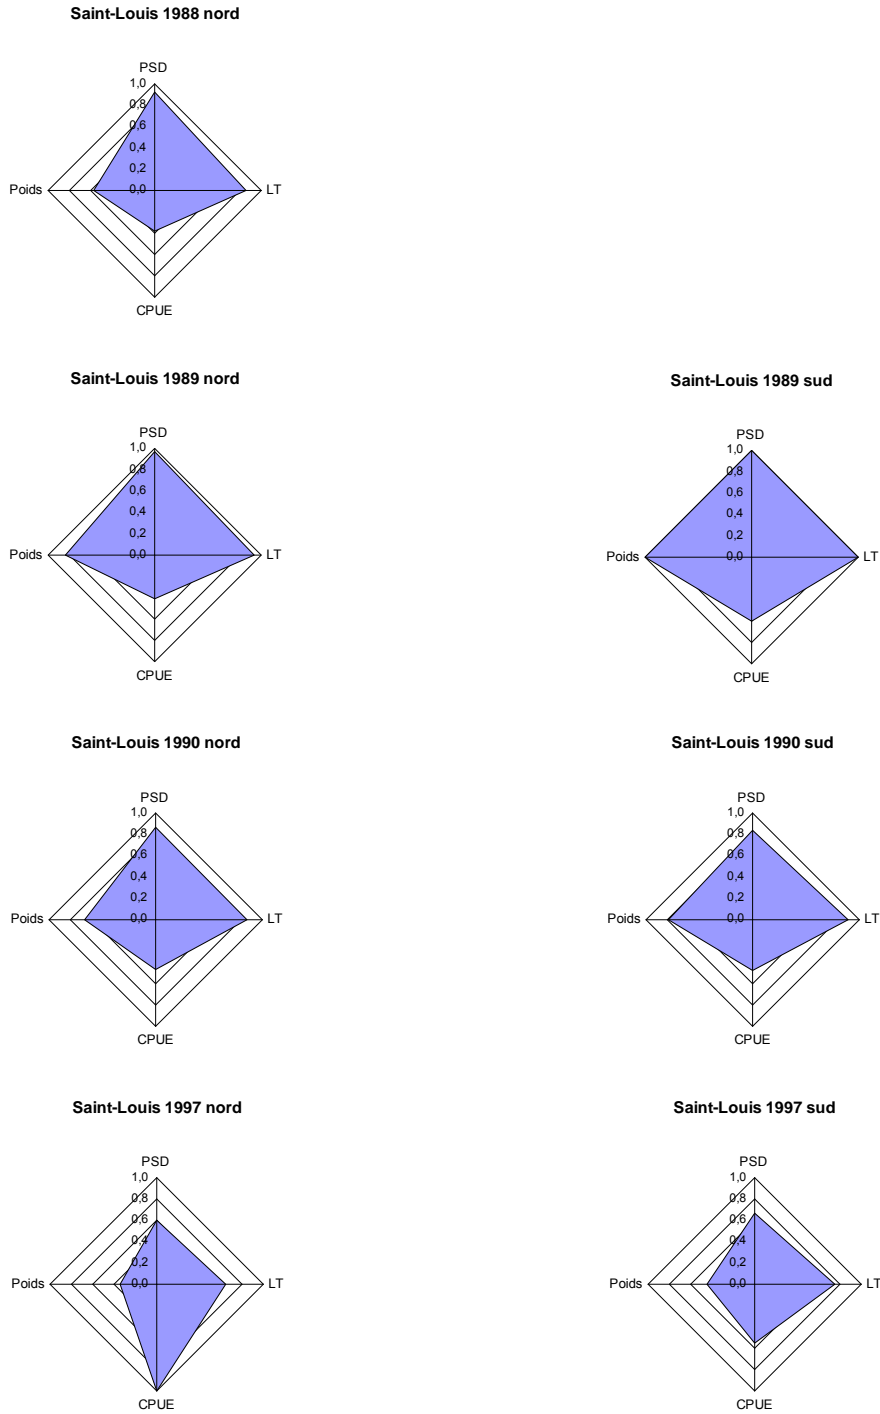 Saint-Louis 1988 nord
PSD
1,0
0,8
0,6
0,4
0,2
Poids 0,0 LT
CPUE
Saint-Louis 1989 nord
PSD
1,0
0,8
0,6
0,4
0,2
Poids 0,0 LT
CPUE
Saint-Louis 1989 sud
PSD
1,0
0,8
0,6
0,4
0,2
Poids 0,0 LT
CPUE
Saint-Louis 1990 nord
PSD
1,0
0,8
0,6
0,4
0,2
Poids 0,0 LT
CPUE
Saint-Louis 1990 sud
PSD
1,0
0,8
0,6
0,4
0,2
Poids 0,0 LT
CPUE
Saint-Louis 1997 nord
PSD
1,0
0,8
0,6
0,4
0,2
Poids 0,0 LT
CPUE
Saint-Louis 1997 sud
PSD
1,0
0,8
0,6
0,4
0,2
Poids 0,0 LT
CPUE